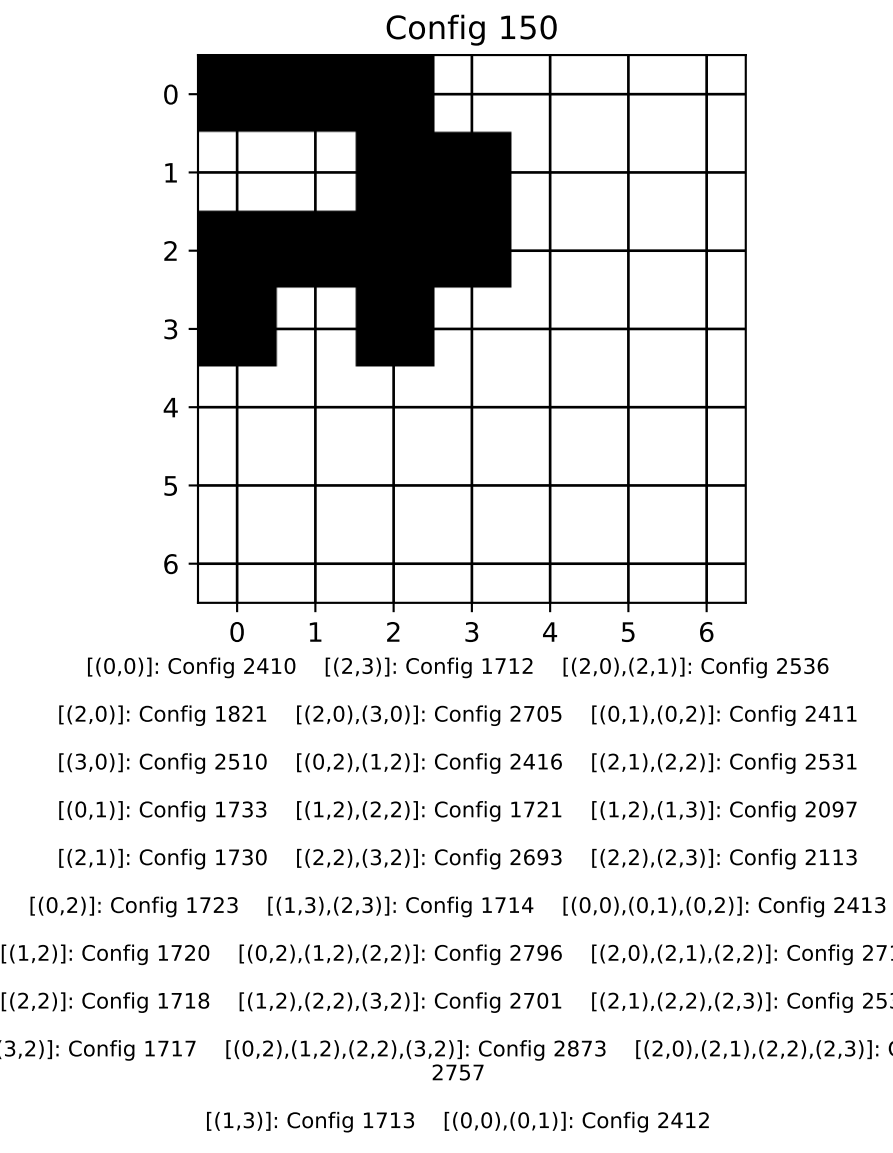 Config 150
0
1
2
3
4
5
6
0 1 2 3 4 5 6
[(0,0)]: Config 2410 [(2,3)]: Config 1712 [(2,0),(2,1)]: Config 2536
[(2,0)]: Config 1821 [(2,0),(3,0)]: Config 2705 [(0,1),(0,2)]: Config 2411
[(3,0)]: Config 2510 [(0,2),(1,2)]: Config 2416 [(2,1),(2,2)]: Config 2531
[(0,1)]: Config 1733 [(1,2),(2,2)]: Config 1721 [(1,2),(1,3)]: Config 2097
[(2,1)]: Config 1730 [(2,2),(3,2)]: Config 2693 [(2,2),(2,3)]: Config 2113
[(0,2)]: Config 1723 [(1,3),(2,3)]: Config 1714 [(0,0),(0,1),(0,2)]: Config 2413
[(1,2)]: Config 1720 [(0,2),(1,2),(2,2)]: Config 2796 [(2,0),(2,1),(2,2)]: Config
[(2,2)]: Config 1718 [(1,2),(2,2),(3,2)]: Config 2701 [(2,1),(2,2),(2,3)]: Config
(3,2)]: Config 1717 [(0,2),(1,2),(2,2),(3,2)]: Config 2873 [(2,0),(2,1),(2,2),(2,3)]:
2757
[(1,3)]: Config 1713 [(0,0),(0,1)]: Config 2412